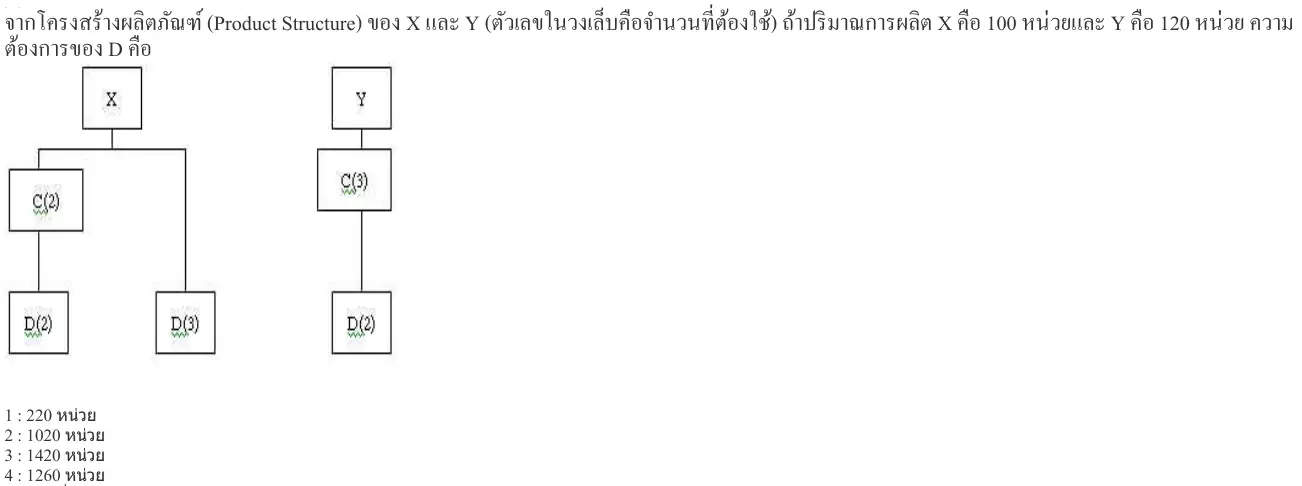 จากโครงสร้างผลิตภัณฑ์ (Product Structure) ของ X และ Y (ตัวเลขในวงเล็บคือจำนวนที่ต้องใช้) ถ้าปริมาณการผลิต X คือ 100 หน่วยและ Y คือ 120 หน่วย ความ
ต้องการของ D คือ
X Y
C(2) C(3)
D(2) D(3) D(2)
1 : 220 หน่วย
2 : 1020 หน่วย
3 : 1420 หน่วย
4 : 1260 หน่วย